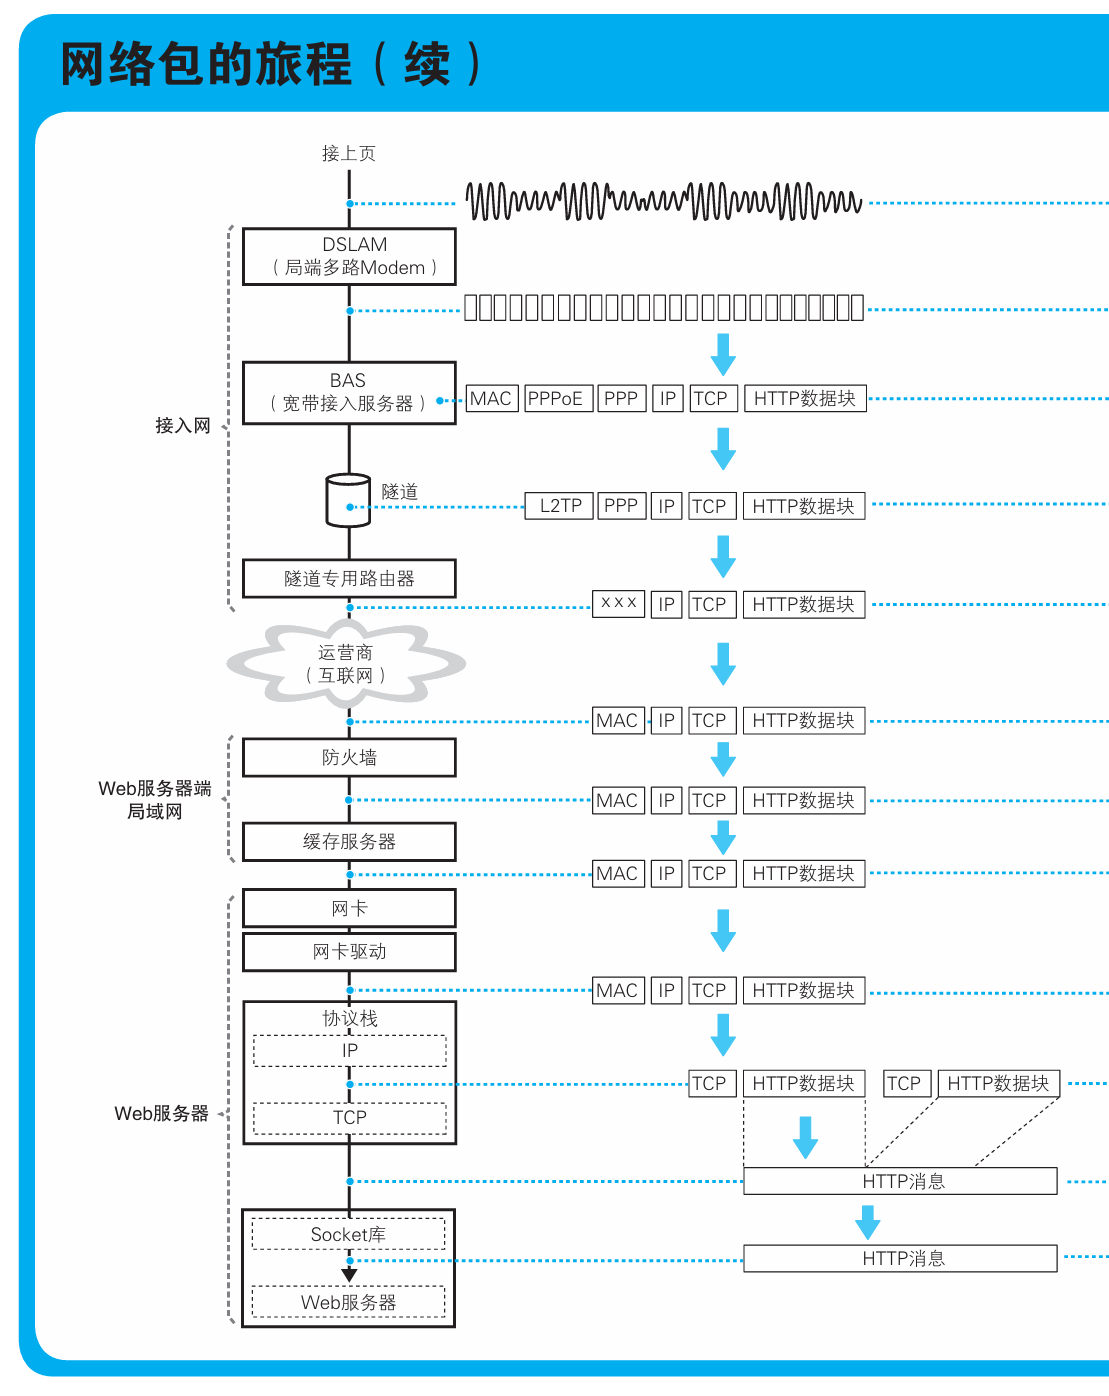 网络包的旅程（续）
接上页
DSLAM
（局端多路Modem）
BAS
（宽带接入服务器）
MAC PPPoE PPP IP TCP HTTP数据块
接入网
隧道
L2TP PPP IP TCP HTTP数据块
隧道专用路由器
xxx IP TCP HTTP数据块
运营商
（互联网）
MAC IP TCP HTTP数据块
防火墙
Web服务器端
局域网
MAC IP TCP HTTP数据块
缓存服务器
MAC IP TCP HTTP数据块
网卡
网卡驱动
MAC IP TCP HTTP数据块
协议栈
IP
TCP HTTP数据块 TCP HTTP数据块
TCP
Web服务器
HTTP消息
Socket库
HTTP消息
Web服务器